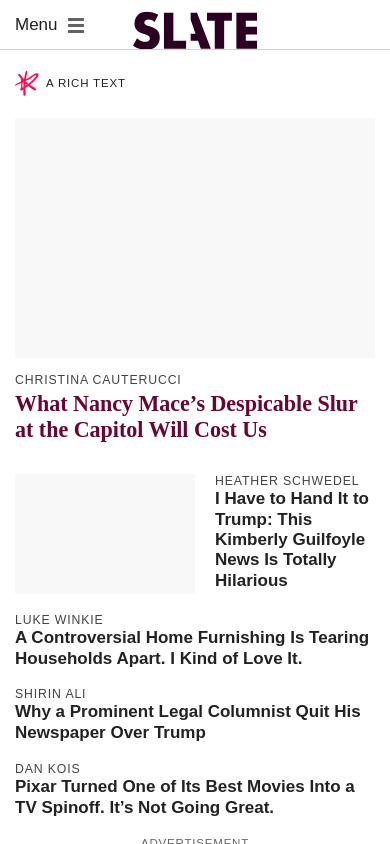 Menu
SLATE
A RICH TEXT
CHRISTINA CAUTERUCCI
What Nancy Mace’s Despicable Slur
at the Capitol Will Cost Us
HEATHER SCHWEDEL
I Have to Hand It to
Trump: This
Kimberly Guilfoyle
News Is Totally
Hilarious
LUKE WINKIE
A Controversial Home Furnishing Is Tearing
Households Apart. I Kind of Love It.
SHIRIN ALI
Why a Prominent Legal Columnist Quit His
Newspaper Over Trump
DAN KOIS
Pixar Turned One of Its Best Movies Into a
TV Spinoff. It’s Not Going Great.
ADVERTISEMENT